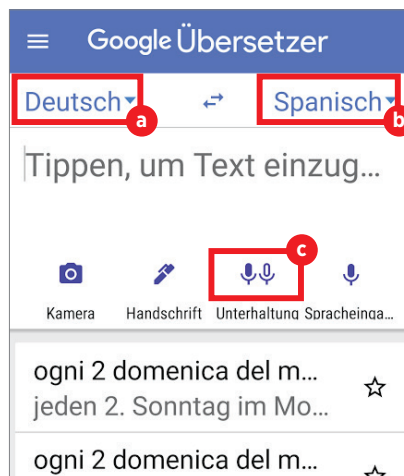 Google Übersetzer
Deutsch Spanisch
a b
Tippen, um Text einzug...
c
Kamera Handschrift Unterhaltung Spracheinga...
ogni 2 domenica del m...
jeden 2. Sonntag im Mo...
ogni 2 domenica del m...